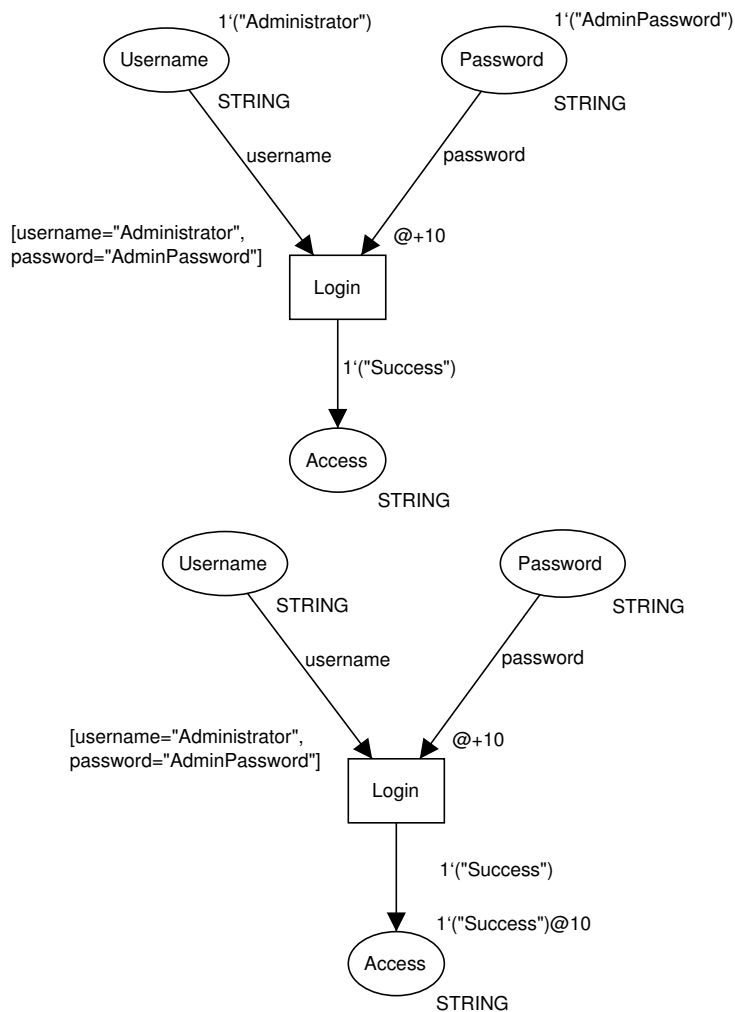 1‘("Administrator")
1‘("AdminPassword")
Username
Password
STRING
STRING
username
password
[username="Administrator",
password="AdminPassword"]
@+10
Login
1‘("Success")
Access
STRING
Username
Password
STRING
STRING
username
password
[username="Administrator",
password="AdminPassword"]
@+10
Login
1‘("Success")
1‘("Success")@10
Access
STRING